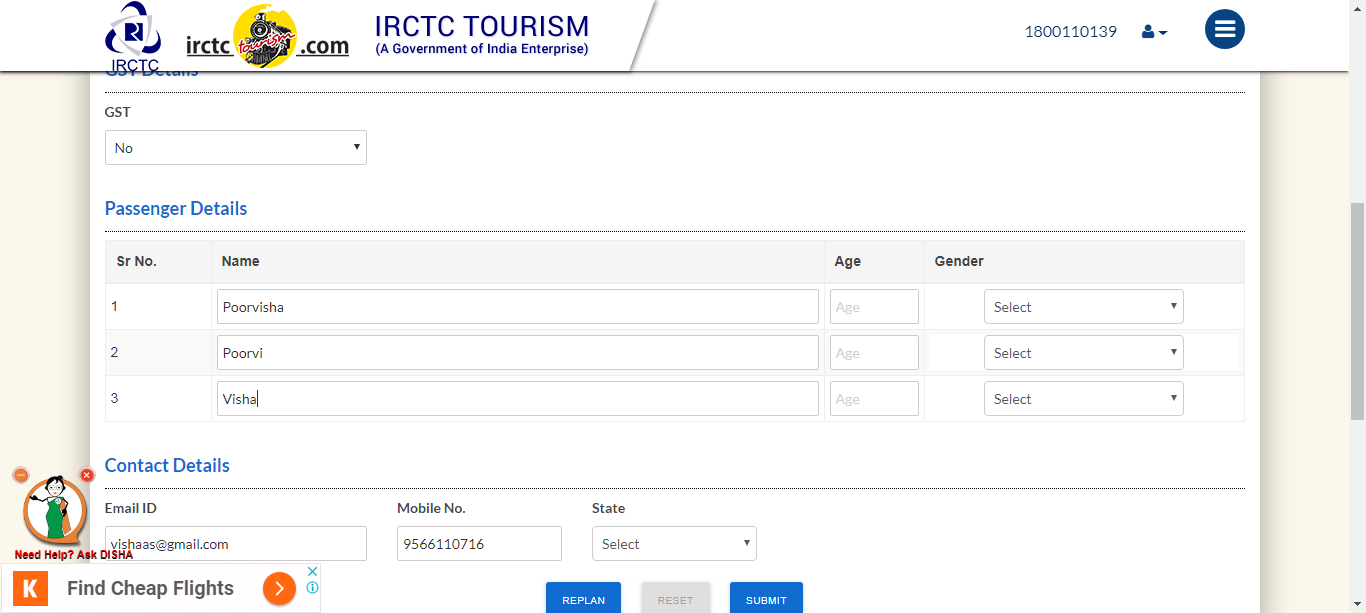 IRCTC
irctc tourism .com
IRCTC TOURISM
(A Government of India Enterprise)
1800110139
GST Details
GST
No
Passenger Details
Sr No. Name Age Gender
1 Poorvisha Age Select
2 Poorvi Age Select
3 Visha Age Select
Contact Details
Email ID Mobile No. State
vishaas@gmail.com 9566110716 Select
Need Help? Ask DISHA
K Find Cheap Flights
REPLAN RESET SUBMIT